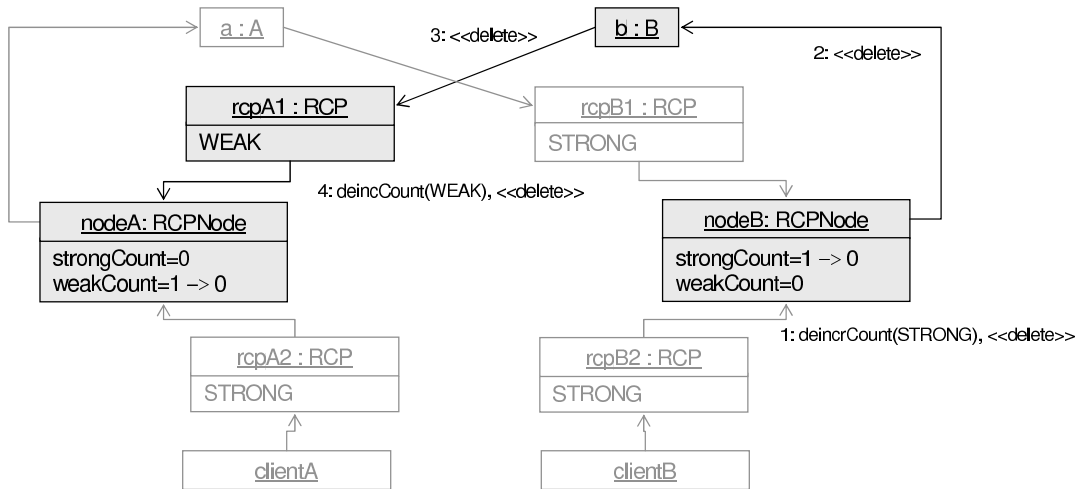 a : A
3: <<delete>>
b : B
2: <<delete>>
rcpA1 : RCP
WEAK
rcpB1 : RCP
STRONG
4: deincCount(WEAK), <<delete>>
nodeA: RCPNode
strongCount=0
weakCount=1 -> 0
nodeB: RCPNode
strongCount=1 -> 0
weakCount=0
1: deincrCount(STRONG), <<delete>>
rcpA2 : RCP
STRONG
rcpB2 : RCP
STRONG
clientA
clientB